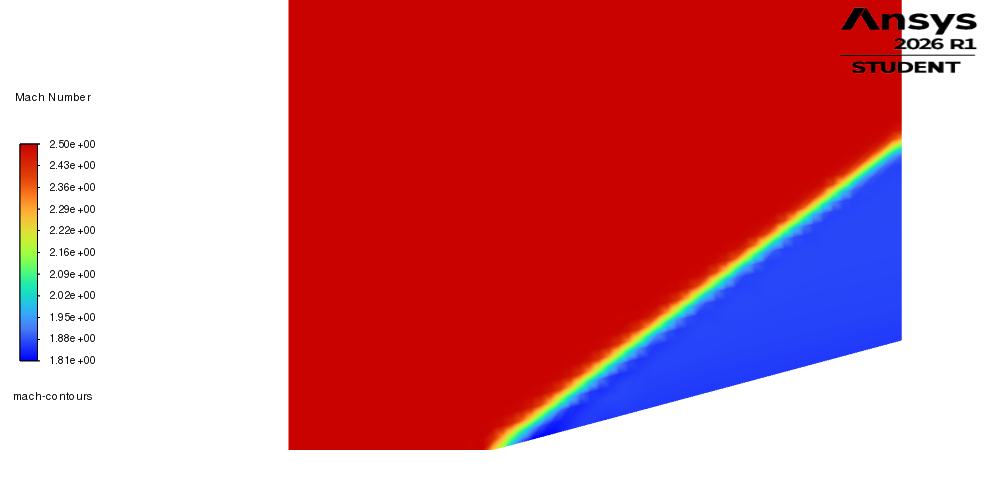 Ansys
2026 R1
STUDENT
Mach Number
2.50e +00
2.43e +00
2.36e +00
2.29e +00
2.22e +00
2.16e +00
2.09e +00
2.02e +00
1.95e +00
1.88e +00
1.81e +00
mach-contours